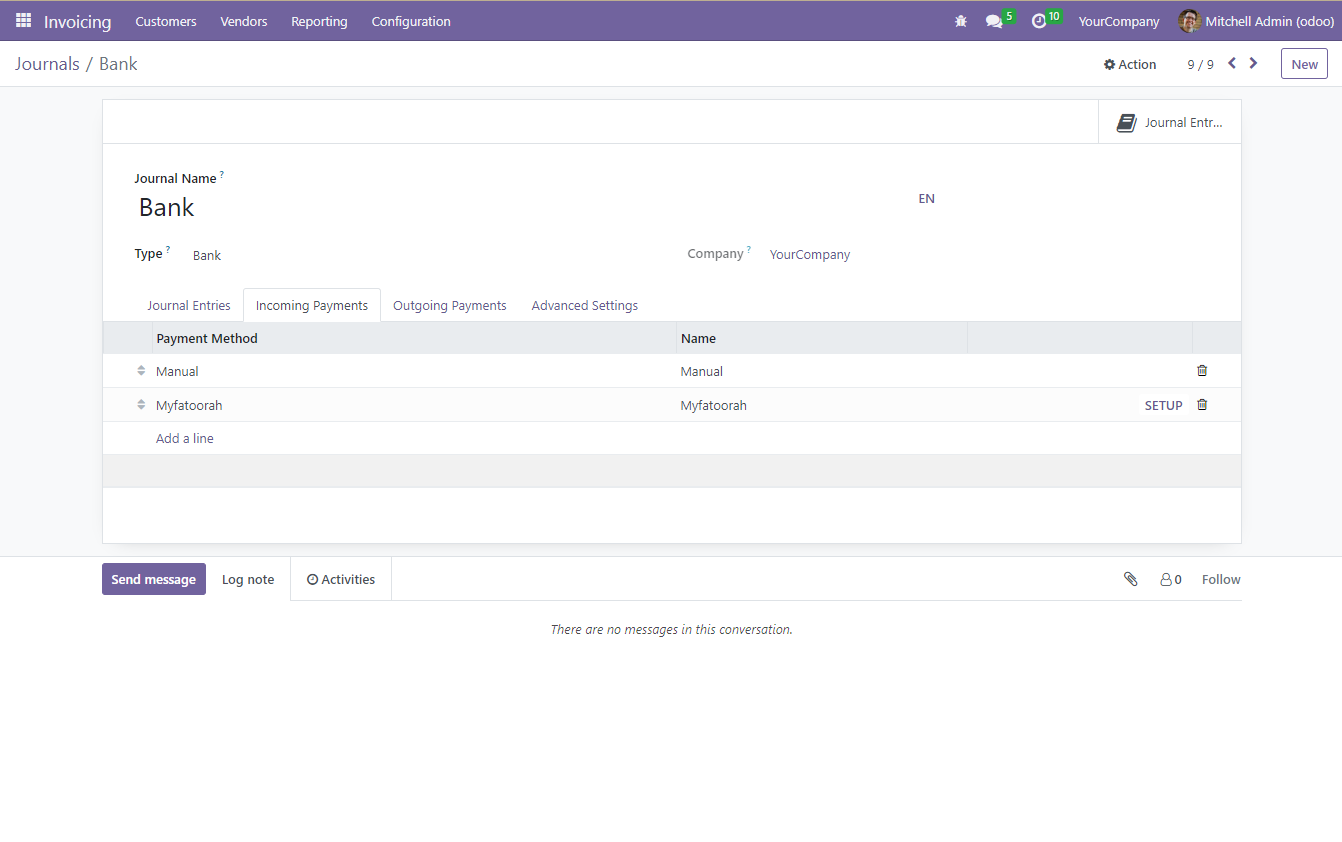 Invoicing Customers Vendors Reporting Configuration 5 10 YourCompany Mitchell Admin (odoo)
Journals / Bank Action 9 / 9 New
Journal Entr...
Journal Name ?
Bank EN
Type ? Bank Company ? YourCompany
Journal Entries Incoming Payments Outgoing Payments Advanced Settings
Payment Method Name
Manual Manual
Myfatoorah Myfatoorah SETUP
Add a line
Send message Log note Activities 0 Follow
There are no messages in this conversation.